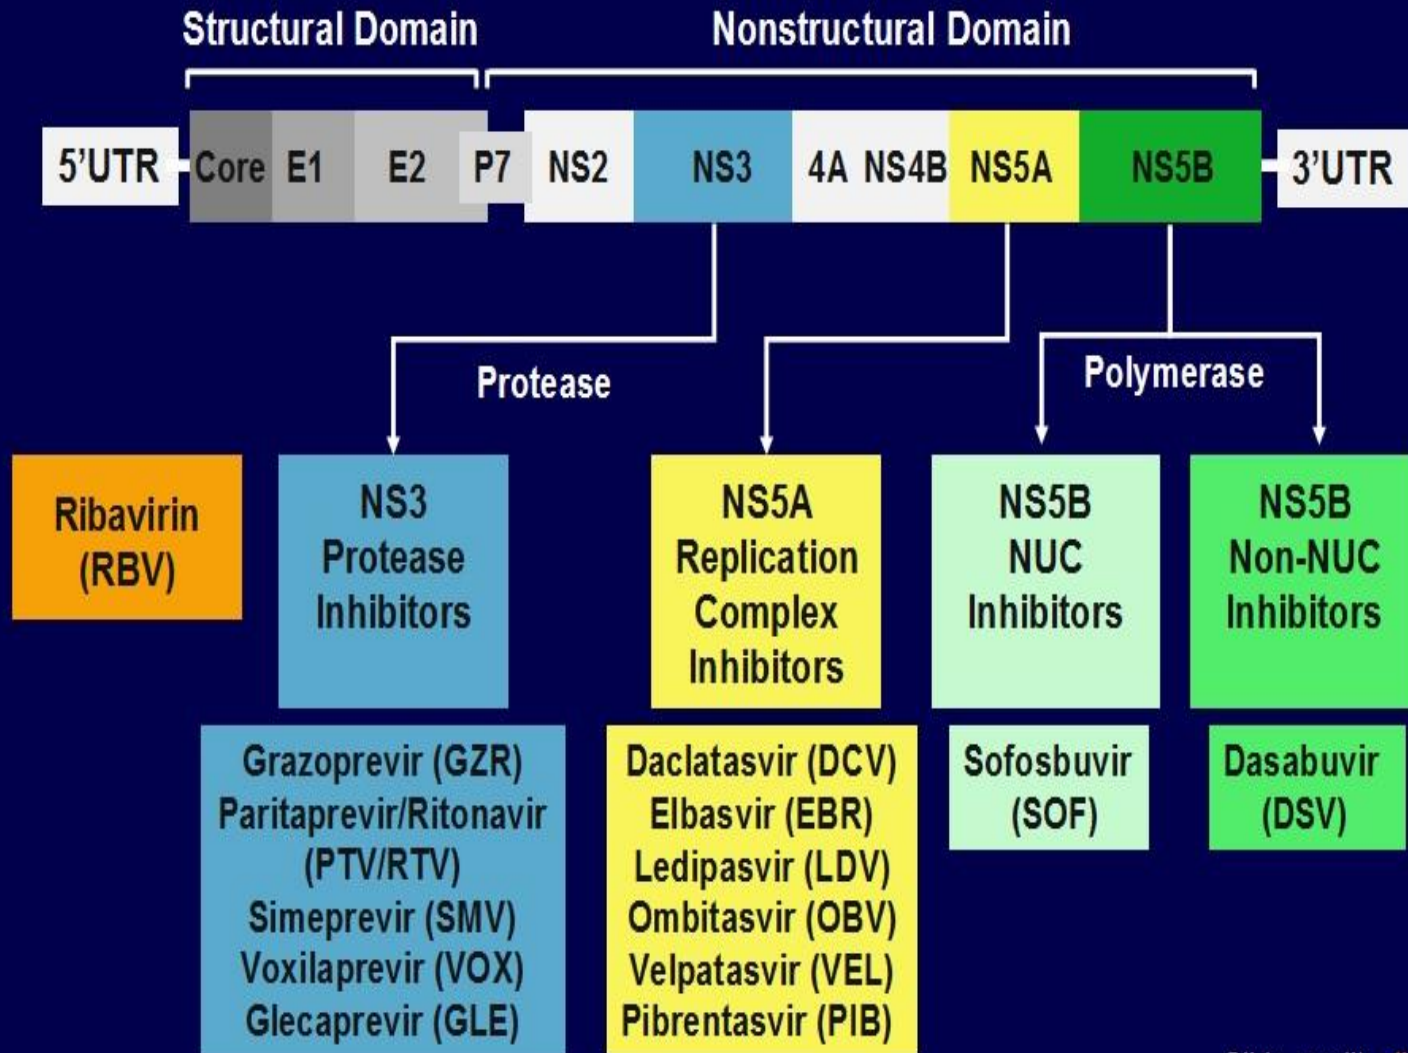 Structural Domain
Nonstructural Domain
5’UTR
Core
E1
E2
P7
NS2
NS3
4A
NS4B
NS5A
NS5B
3’UTR
Protease
Polymerase
Ribavirin
(RBV)
NS3
Protease
Inhibitors
NS5A
Replication
Complex
Inhibitors
NS5B
NUC
Inhibitors
NS5B
Non-NUC
Inhibitors
Grazoprevir (GZR)
Paritaprevir/Ritonavir
(PTV/RTV)
Simeprevir (SMV)
Voxilaprevir (VOX)
Glecaprevir (GLE)
Daclatasvir (DCV)
Elbasvir (EBR)
Ledipasvir (LDV)
Ombitasvir (OBV)
Velpatasvir (VEL)
Pibrentasvir (PIB)
Sofosbuvir
(SOF)
Dasabuvir
(DSV)